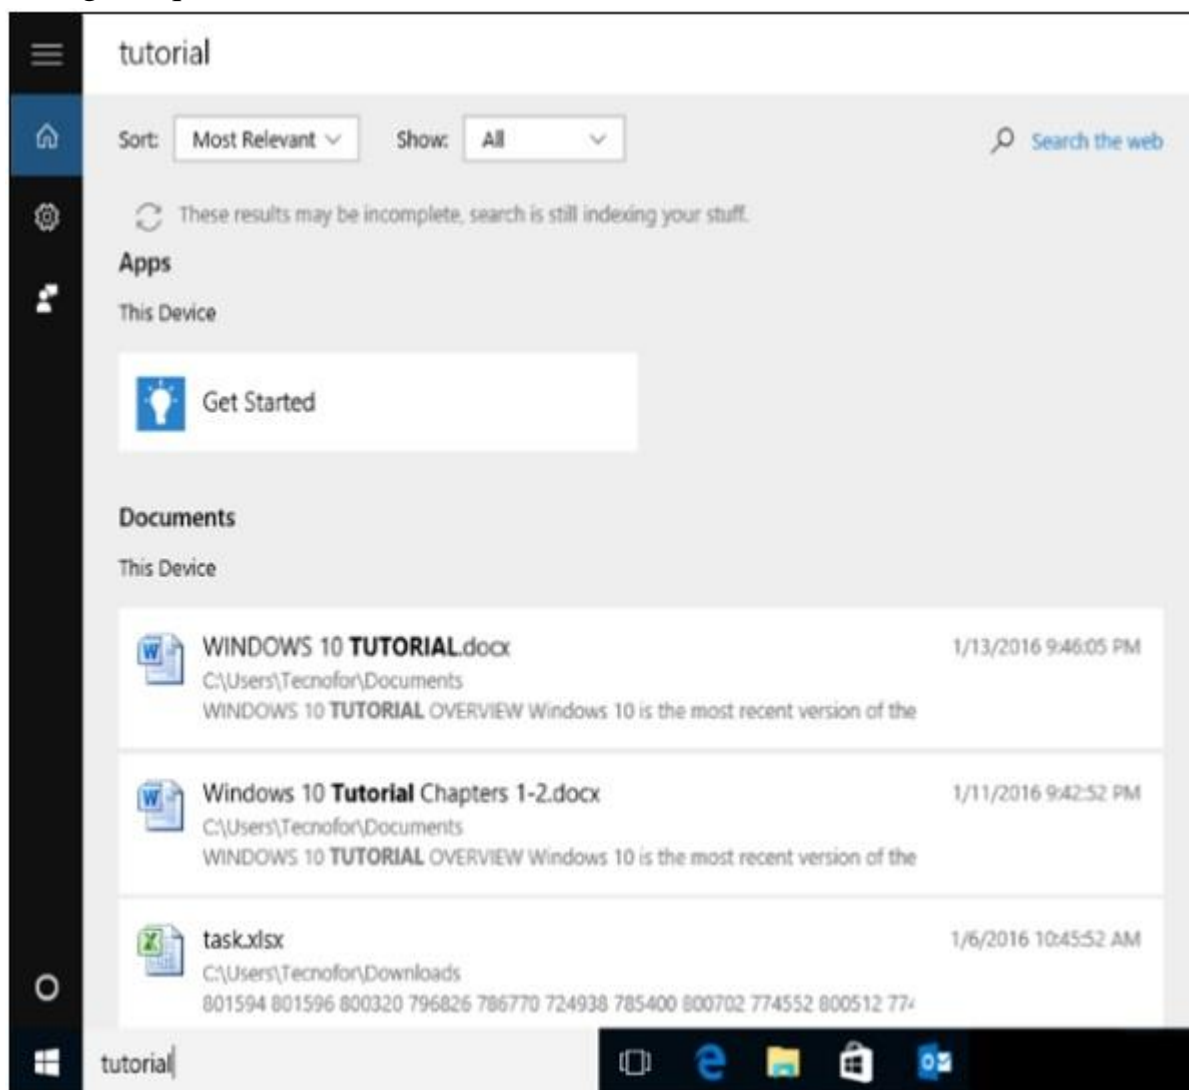 tutorial
Sort: Most Relevant Show: All Search the web
These results may be incomplete, search is still indexing your stuff.
Apps
This Device
Get Started
Documents
This Device
WINDOWS 10 TUTORIAL.docx 1/13/2016 9:46:05 PM
C:\Users\Tecnofor\Documents
WINDOWS 10 TUTORIAL OVERVIEW Windows 10 is the most recent version of the
Windows 10 Tutorial Chapters 1-2.docx 1/11/2016 9:42:52 PM
C:\Users\Tecnofor\Documents
WINDOWS 10 TUTORIAL OVERVIEW Windows 10 is the most recent version of the
task.xlsx 1/6/2016 10:45:52 AM
C:\Users\Tecnofor\Downloads
801594 801596 800320 796826 786770 724938 785400 800702 774552 800512
tutorial